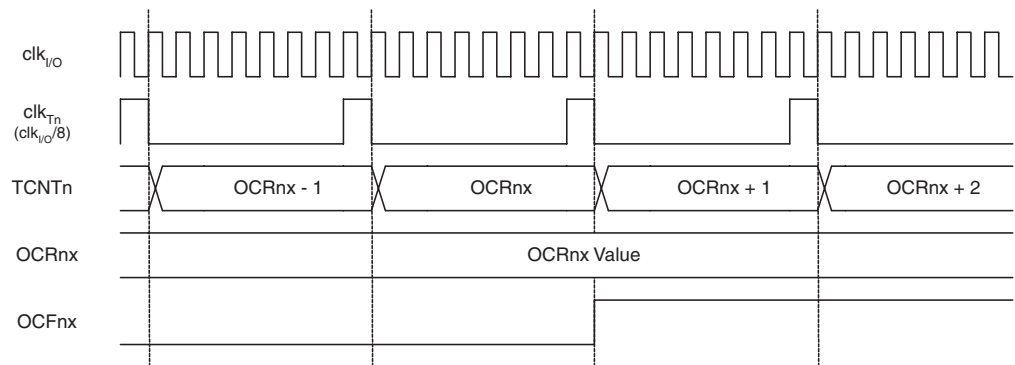 clkI/O
clkTn
(clkI/O/8)
TCNTn OCRnx - 1 OCRnx OCRnx + 1 OCRnx + 2
OCRnx OCRnx Value
OCFnx